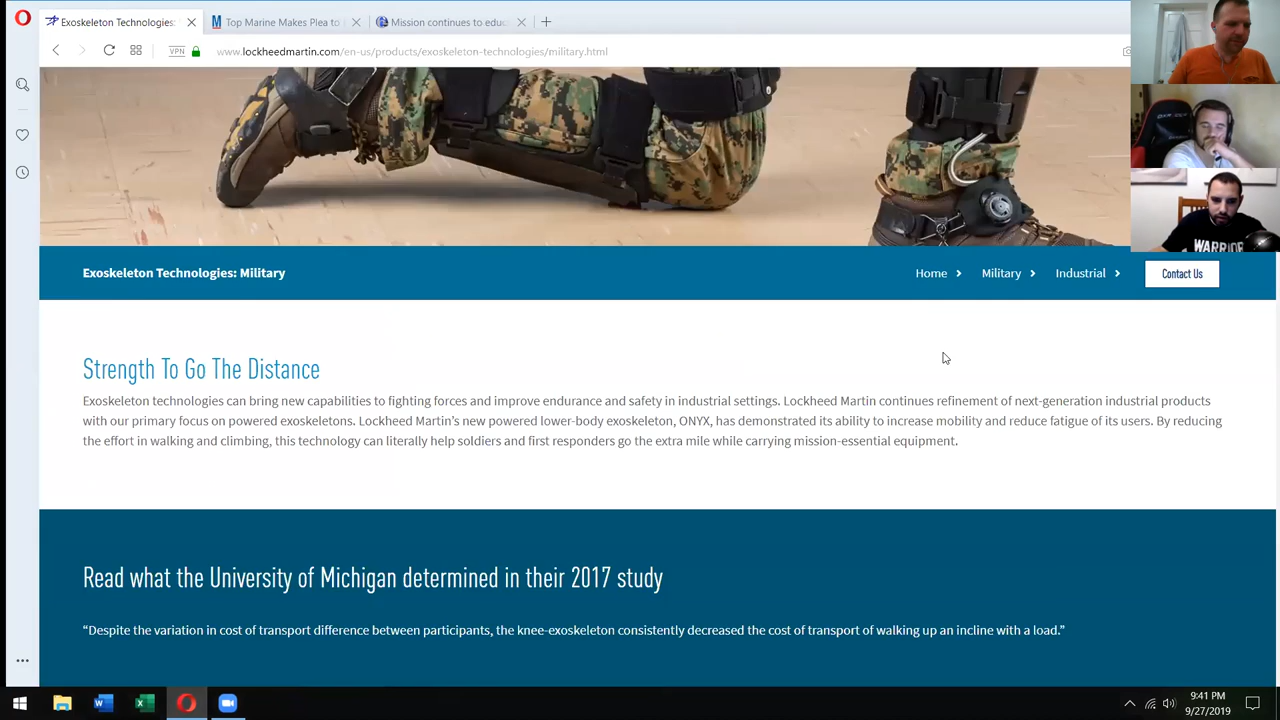 Exoskeleton Technologies:
Top Marine Makes Plea to
Mission continues to educ
VPN
www.lockheedmartin.com/en-us/products/exoskeleton-technologies/military.html
WARRIOR
Exoskeleton Technologies: Military
Home
Military
Industrial
Contact Us
Strength To Go The Distance
Exoskeleton technologies can bring new capabilities to fighting forces and improve endurance and safety in industrial settings. Lockheed Martin continues refinement of next-generation industrial products
with our primary focus on powered exoskeletons. Lockheed Martin’s new powered lower-body exoskeleton, ONYX, has demonstrated its ability to increase mobility and reduce fatigue of its users. By reducing
the effort in walking and climbing, this technology can literally help soldiers and first responders go the extra mile while carrying mission-essential equipment.
Read what the University of Michigan determined in their 2017 study
“Despite the variation in cost of transport difference between participants, the knee-exoskeleton consistently decreased the cost of transport of walking up an incline with a load.”
9:41 PM
9/27/2019